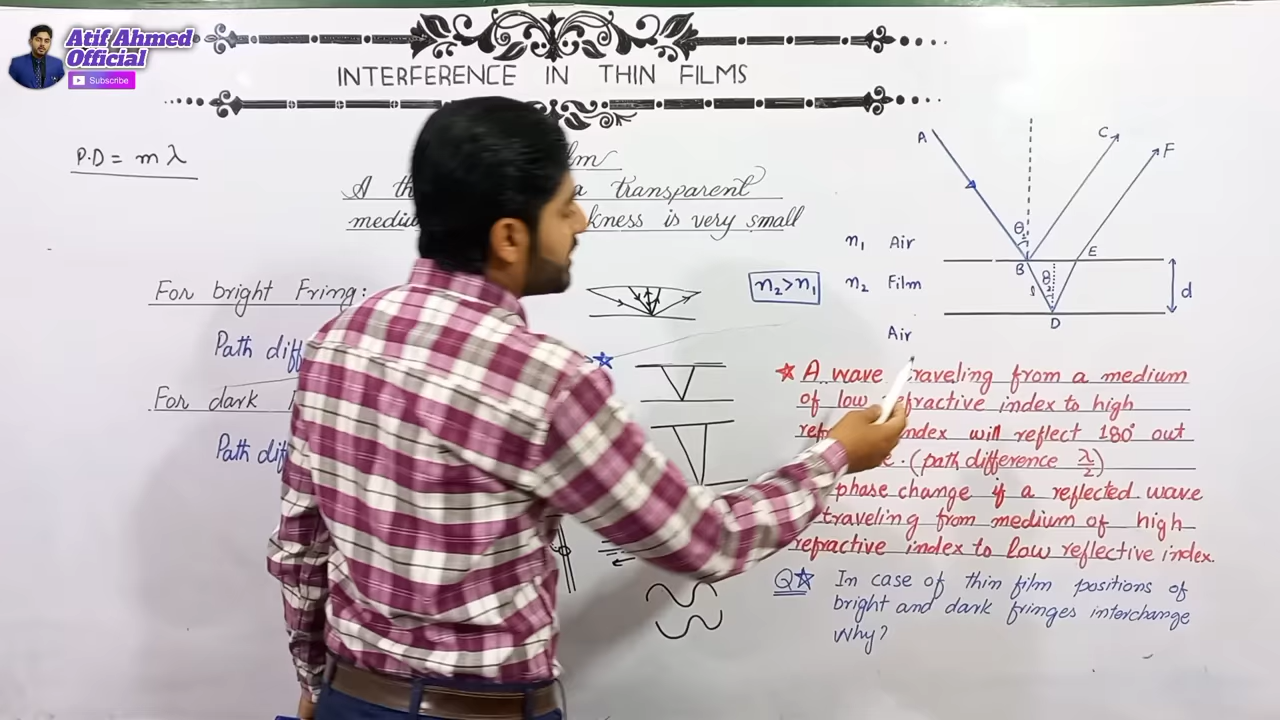 Atif Ahmed
Official
Subscribe
INTERFERENCE IN THIN FILMS
P.D = m λ
A th a transparent
mediu kness is very small
For bright Fring:
Path diff
For dark
Path diff
n₂>n₁
n₁ Air
n₂ Film
Air
A
C
F
θ
B
E
θ
D
d
A wave traveling from a medium
of low refractive index to high
refractive index will reflect 180° out
(path difference λ/2)
phase change if a reflected wave
traveling from medium of high
refractive index to low reflective index.
Q In case of thin film positions of
bright and dark fringes interchange
Why?